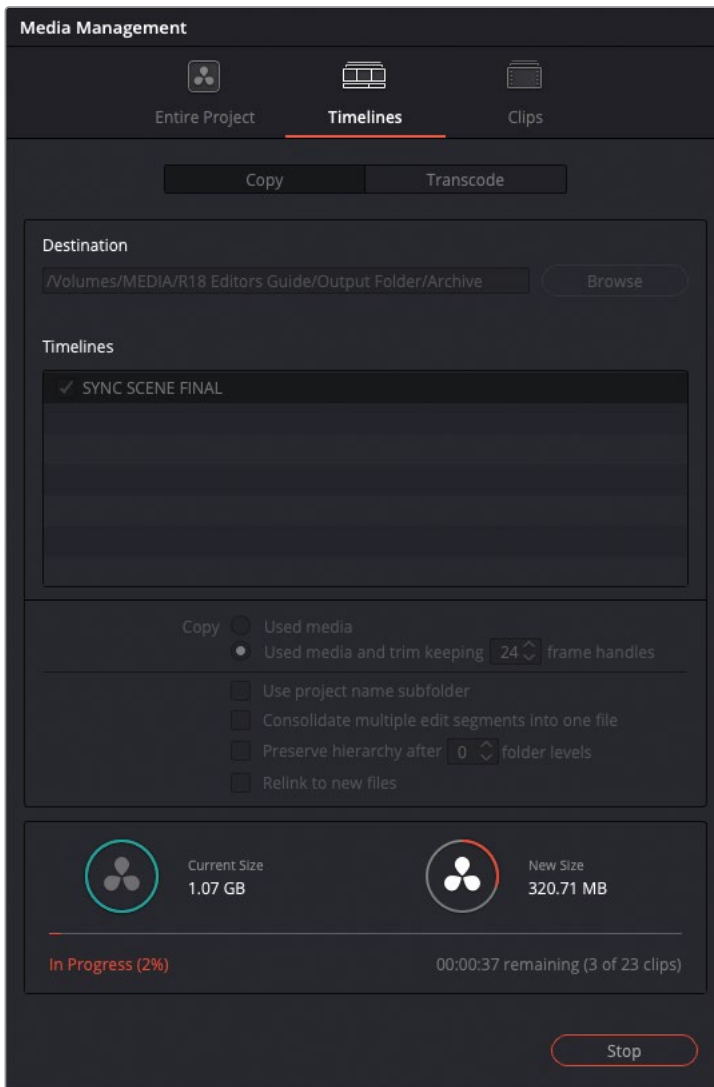 Media Management
Entire Project Timelines Clips
Copy Transcode
Destination
/Volumes/MEDIA/R18 Editors Guide/Output Folder/Archive Browse
Timelines
SYNC SCENE FINAL
Copy Used media
Used media and trim keeping 24 frame handles
Use project name subfolder
Consolidate multiple edit segments into one file
Preserve hierarchy after 0 folder levels
Relink to new files
Current Size New Size
1.07 GB 320.71 MB
In Progress (2%) 00:00:37 remaining (3 of 23 clips)
Stop